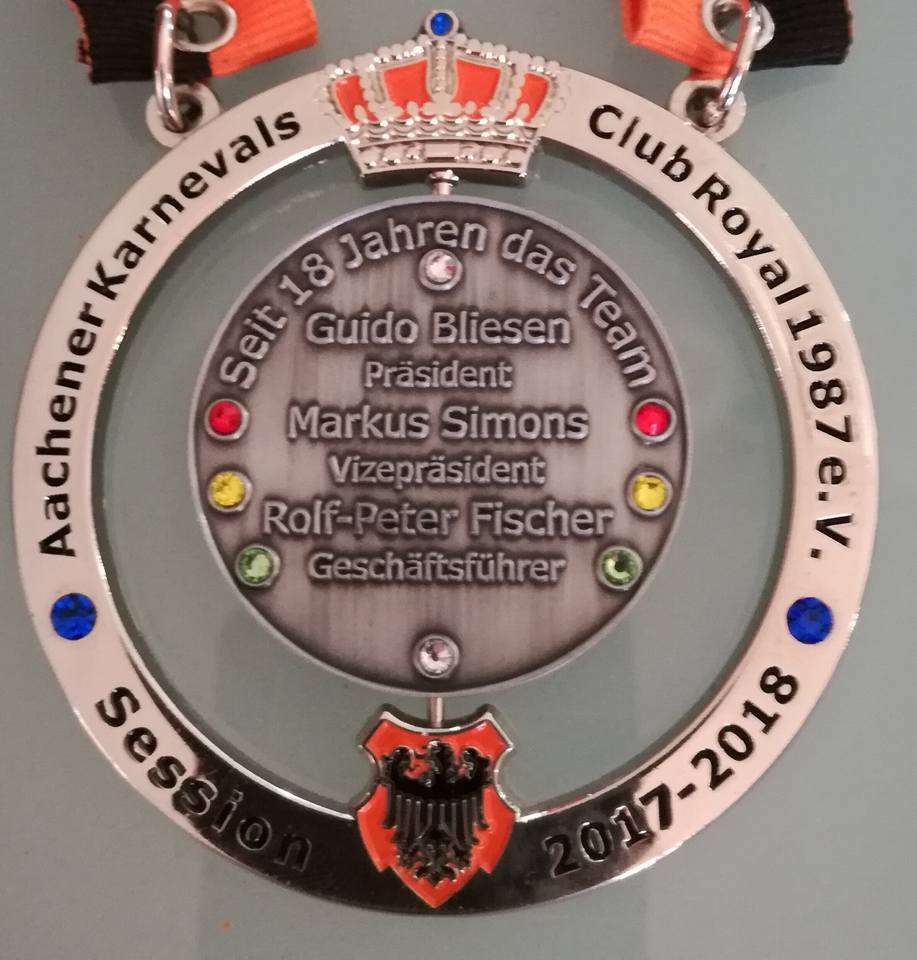 Aachener Karnevals Club Royal 1987 e.V.
Seit 18 Jahren das Team
Guido Bliesen
Präsident
Markus Simons
Vizepräsident
Rolf-Peter Fischer
Geschäftsführer
Session 2017-2018